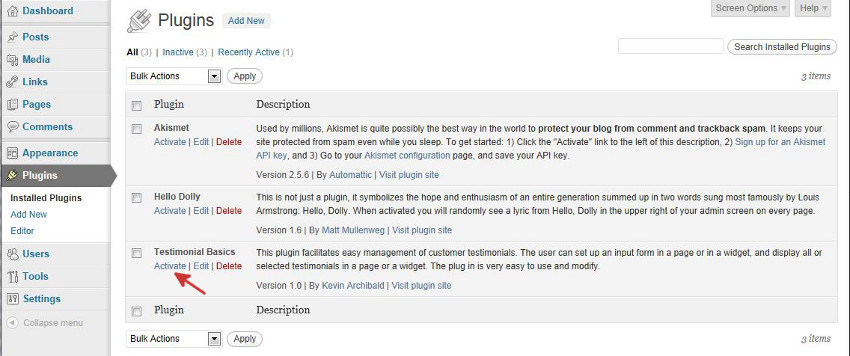 Dashboard
Posts
Media
Links
Pages
Comments
Appearance
Plugins
Installed Plugins
Add New
Editor
Users
Tools
Settings
Collapse menu
Screen Options Help
Plugins Add New
All (3) | Inactive (3) | Recently Active (1)
Search Installed Plugins
Bulk Actions Apply
3 items
Plugin Description
Akismet
Activate | Edit | Delete
Used by millions, Akismet is quite possibly the best way in the world to protect your blog from comment and trackback spam. It keeps your
site protected from spam even while you sleep. To get started: 1) Click the "Activate" link to the left of this description, 2) Sign up for an Akismet
API key, and 3) Go to your Akismet configuration page, and save your API key.
Version 2.5.6 | By Automattic | Visit plugin site
Hello Dolly
Activate | Edit | Delete
This is not just a plugin, it symbolizes the hope and enthusiasm of an entire generation summed up in two words sung most famously by Louis
Armstrong: Hello, Dolly. When activated you will randomly see a lyric from Hello, Dolly in the upper right of your admin screen on every page.
Version 1.6 | By Matt Mullenweg | Visit plugin site
Testimonial Basics
Activate | Edit | Delete
This plugin facilitates easy management of customer testimonials. The user can set up an input form in a page or in a widget, and display all or
selected testimonials in a page or a widget. The plug in is very easy to use and modify.
Version 1.0 | By Kevin Archibald | Visit plugin site
Plugin Description
Bulk Actions Apply
3 items